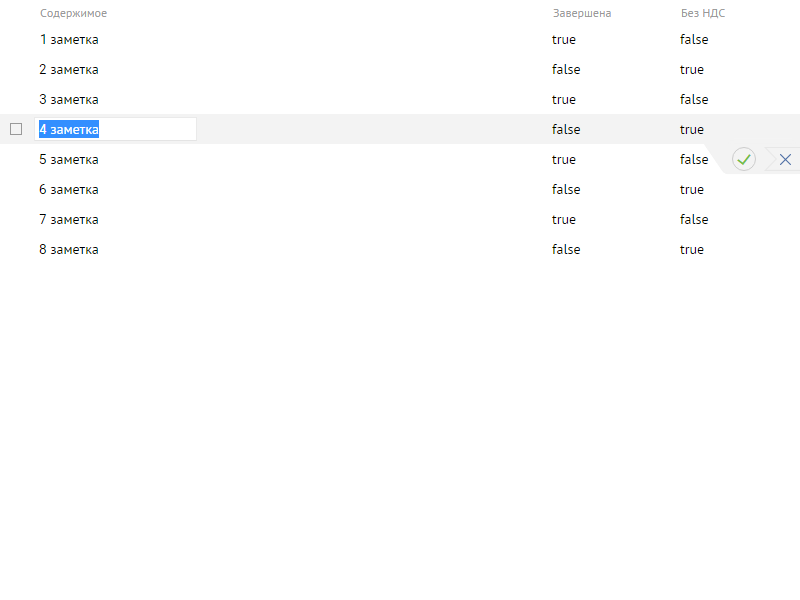 Содержимое Завершена Без НДС
1 заметка true false
2 заметка false true
3 заметка true false
4 заметка false true
5 заметка true false
6 заметка false true
7 заметка true false
8 заметка false true